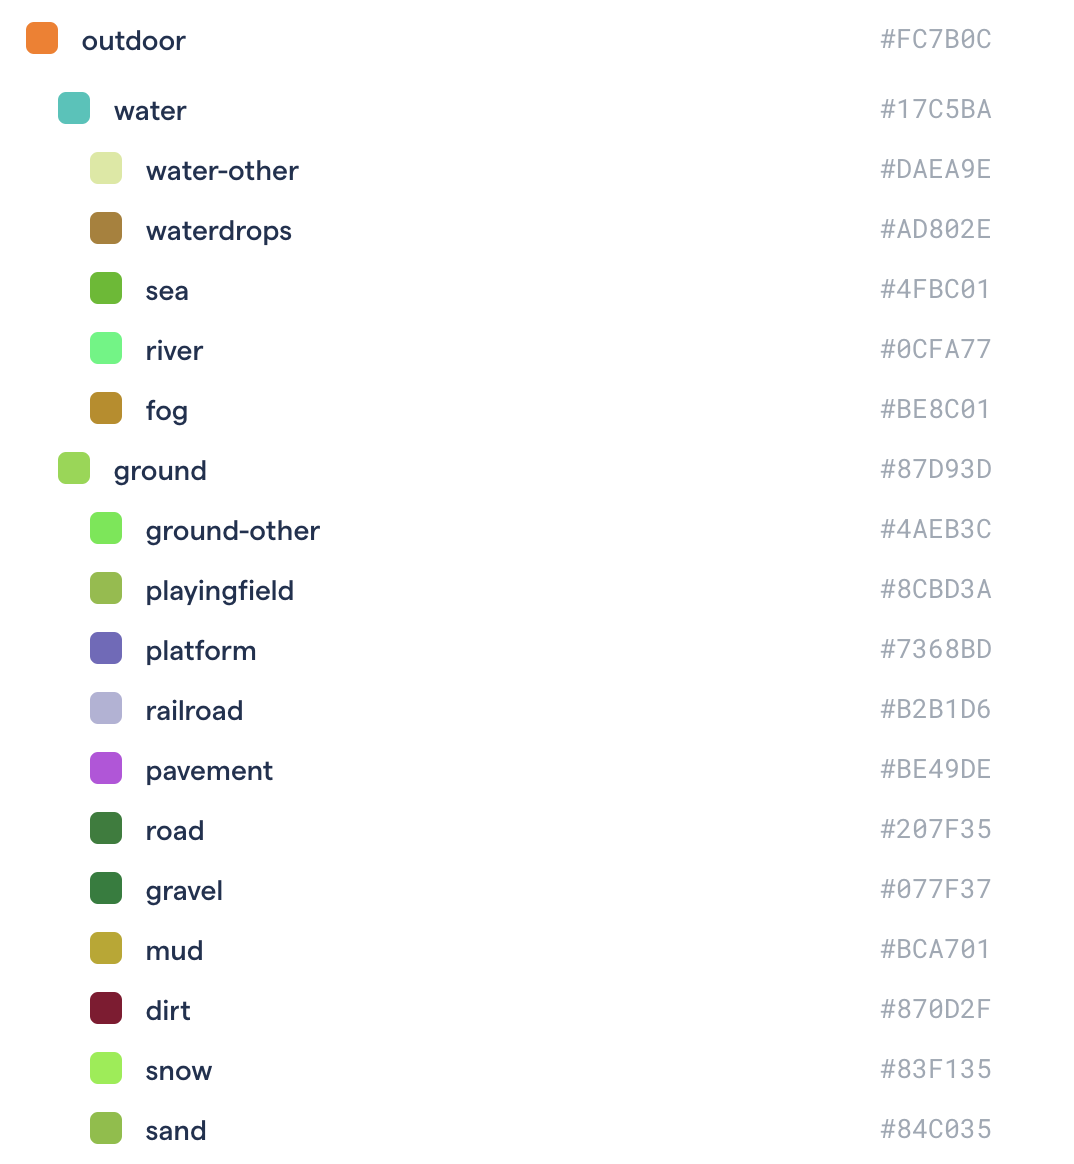 outdoor #FC7B0C
water #17C5BA
water-other #DAEA9E
waterdrops #AD802E
sea #4FBC01
river #0CFA77
fog #BE8C01
ground #87D93D
ground-other #4AEB3C
playingfield #8CBD3A
platform #7368BD
railroad #B2B1D6
pavement #BE49DE
road #207F35
gravel #077F37
mud #BCA701
dirt #870D2F
snow #83F135
sand #84C035